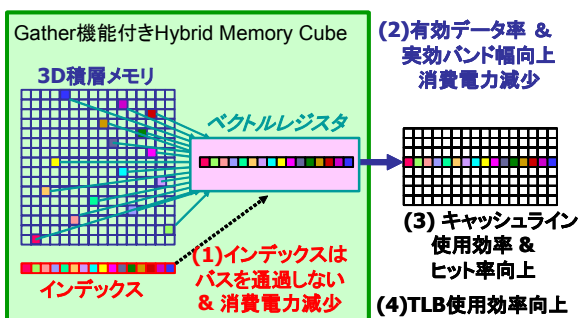 Gather機能付きHybrid Memory Cube
3D積層メモリ
ベクトルレジスタ
(1)インデックスは
バスを通過しない
& 消費電力減少
インデックス
(2)有効データ率 &
実効バンド幅向上
消費電力減少
(3) キャッシュライン
使用効率 &
ヒット率向上
(4)TLB使用効率向上